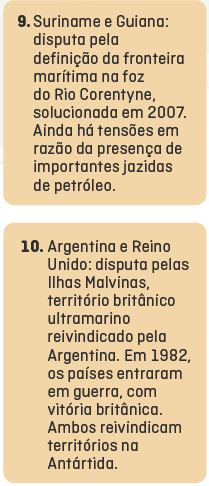 9. Suriname e Guiana:
disputa pela
definição da fronteira
marítima na foz
do Rio Corentyne,
solucionada em 2007.
Ainda há tensões em
razão da presença de
importantes jazidas
de petróleo.
10. Argentina e Reino
Unido: disputa pelas
Ilhas Malvinas,
território britânico
ultramarino
reivindicado pela
Argentina. Em 1982,
os países entraram
em guerra, com
vitória britânica.
Ambos reivindicam
territórios na
Antártida.